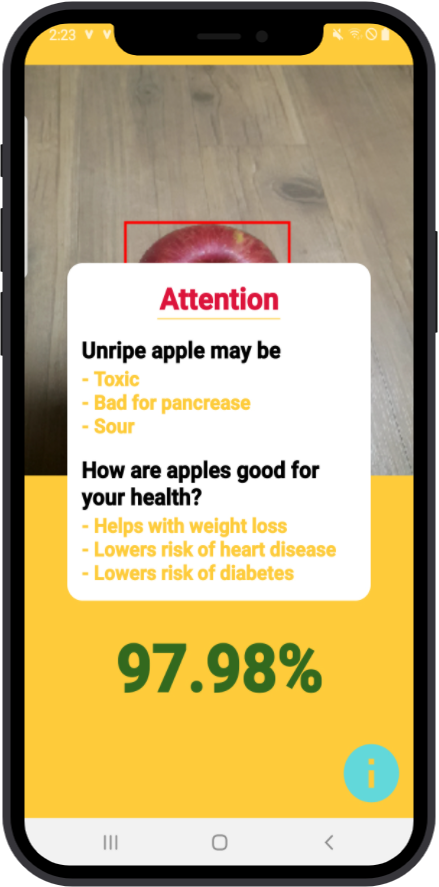 2:23
Attention
Unripe apple may be
- Toxic
- Bad for pancrease
- Sour
How are apples good for
your health?
- Helps with weight loss
- Lowers risk of heart disease
- Lowers risk of diabetes
97.98%
i